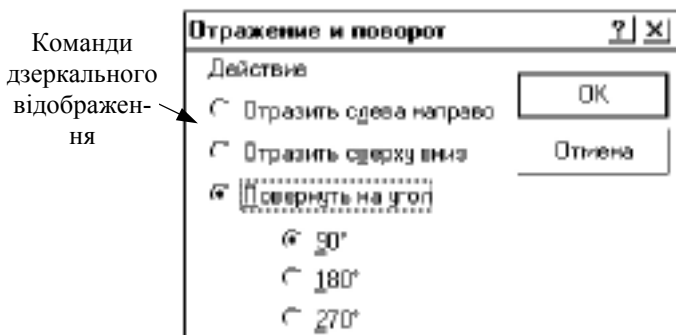 Команди
дзеркального
відображен-
ня
Отражение и поворот
Действие
Отразить слева направо
Отразить сверху вниз
Повернуть на угол
90°
180°
270°
? ×
OK
Отмена